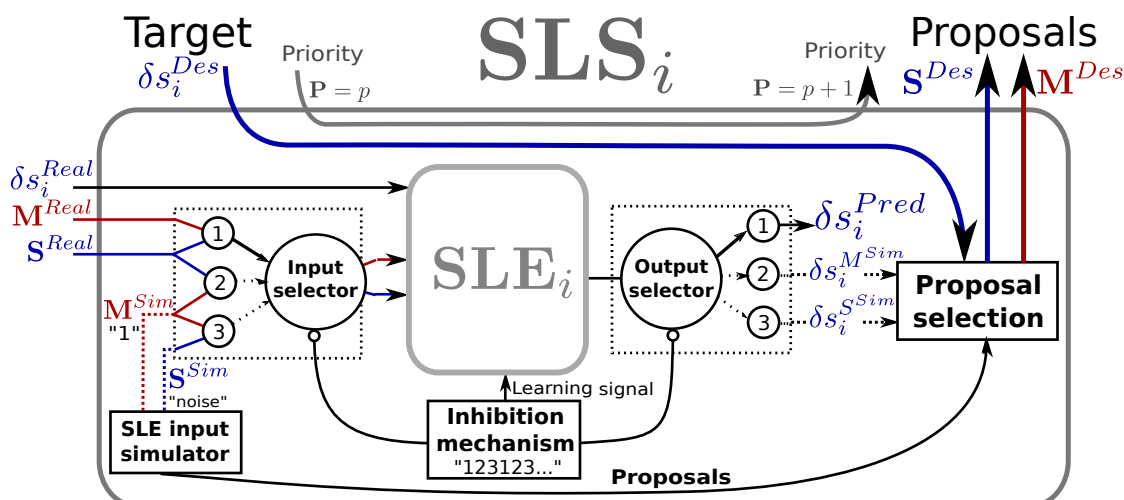 Target
δs_i^{Des}
Priority
P = p
SLS_i
Priority
P = p + 1
Proposals
S^{Des}
M^{Des}
δs_i^{Real}
M^{Real}
S^{Real}
1
2
3
Input
selector
SLE_i
Output
selector
1
2
3
δs_i^{Pred}
δs_i^{M^{Sim}}
δs_i^{S^{Sim}}
Proposal
selection
M^{Sim}
"1"
S^{Sim}
"noise"
SLE input
simulator
Learning signal
Inhibition
mechanism
"123123..."
Proposals